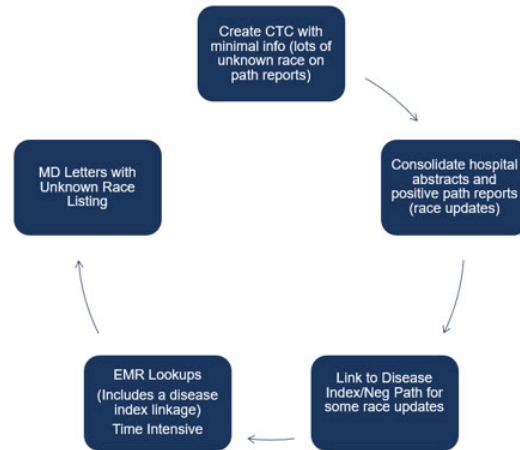 Create CTC with
minimal info (lots of
unknown race on
path reports)
Consolidate hospital
abstracts and
positive path reports
(race updates)
Link to Disease
Index/Neg Path for
some race updates
EMR Lookups
(Includes a disease
index linkage)
Time Intensive
MD Letters with
Unknown Race
Listing